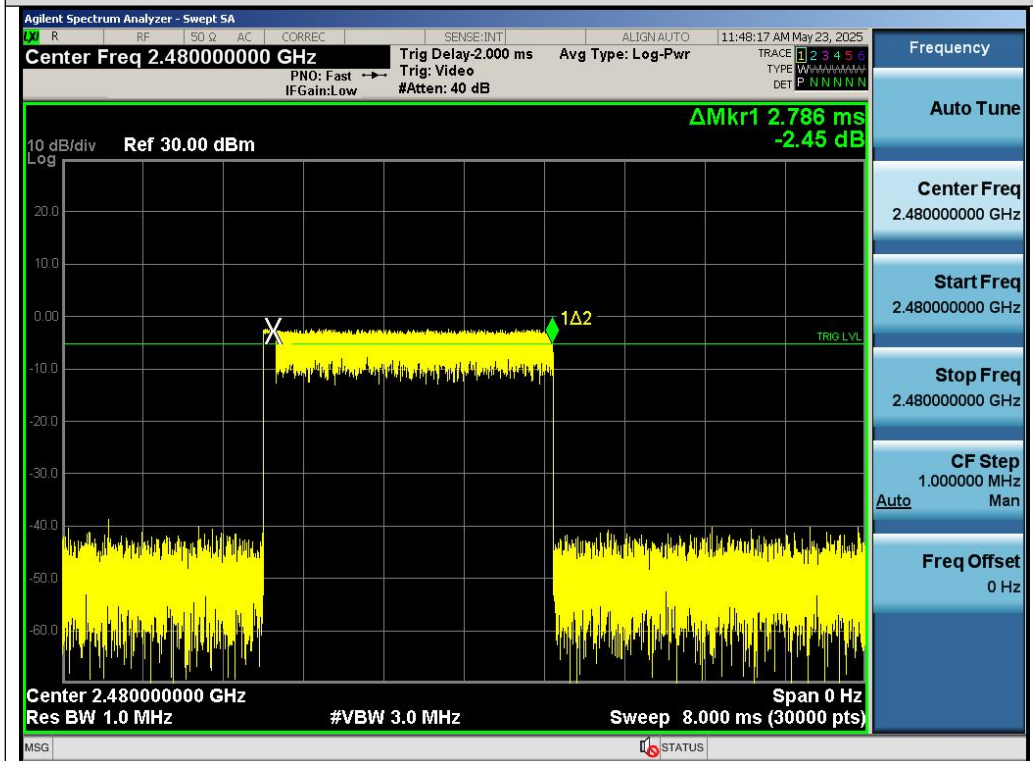 Agilent Spectrum Analyzer - Swept SA
LXI R RF 50 Ω AC CORREC SENSE:INT ALIGN AUTO 11:48:17 AM May 23, 2025
Center Freq 2.480000000 GHz
PNO: Fast
IFGain:Low
Trig Delay-2.000 ms
Trig: Video
#Atten: 40 dB
Avg Type: Log-Pwr
TRACE 1 2 3 4 5 6
TYPE WWWWWW
DET P N N N N N
ΔMkr1 2.786 ms
-2.45 dB
10 dB/div Ref 30.00 dBm
Log
20.0
10.0
0.00
-10.0
-20.0
-30.0
-40.0
-50.0
-60.0
X
1Δ2
TRIG LVL
Center 2.480000000 GHz Span 0 Hz
Res BW 1.0 MHz #VBW 3.0 MHz Sweep 8.000 ms (30000 pts)
MSG STATUS
Frequency
Auto Tune
Center Freq
2.480000000 GHz
Start Freq
2.480000000 GHz
Stop Freq
2.480000000 GHz
CF Step
1.000000 MHz
Auto Man
Freq Offset
0 Hz